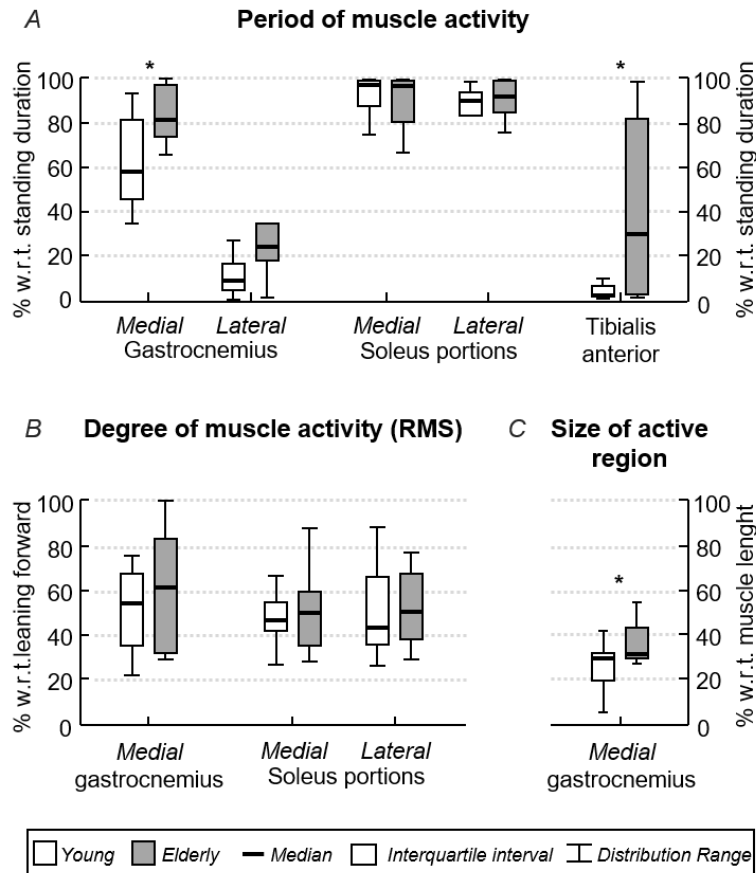 A Period of muscle activity
* *
100 100
80 80
60 60
40 40
20 20
0 0
% w.r.t. standing duration
% w.r.t. standing duration
Medial Lateral Medial Lateral Tibialis
Gastrocnemius Soleus portions anterior
B Degree of muscle activity (RMS) C Size of active
region
100 100
80 80
*
60 60
40 40
20 20
0 0
% w.r.t.leaning forward
% w.r.t. muscle lenght
Medial Medial Lateral Medial
gastrocnemius Soleus portions gastrocnemius
Young Elderly Median Interquartile interval Distribution Range